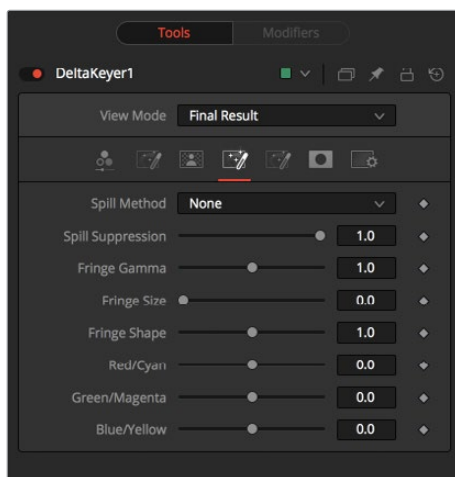 Tools Modifiers
DeltaKeyer1
View Mode Final Result
Spill Method None
Spill Suppression 1.0
Fringe Gamma 1.0
Fringe Size 0.0
Fringe Shape 1.0
Red/Cyan 0.0
Green/Magenta 0.0
Blue/Yellow 0.0